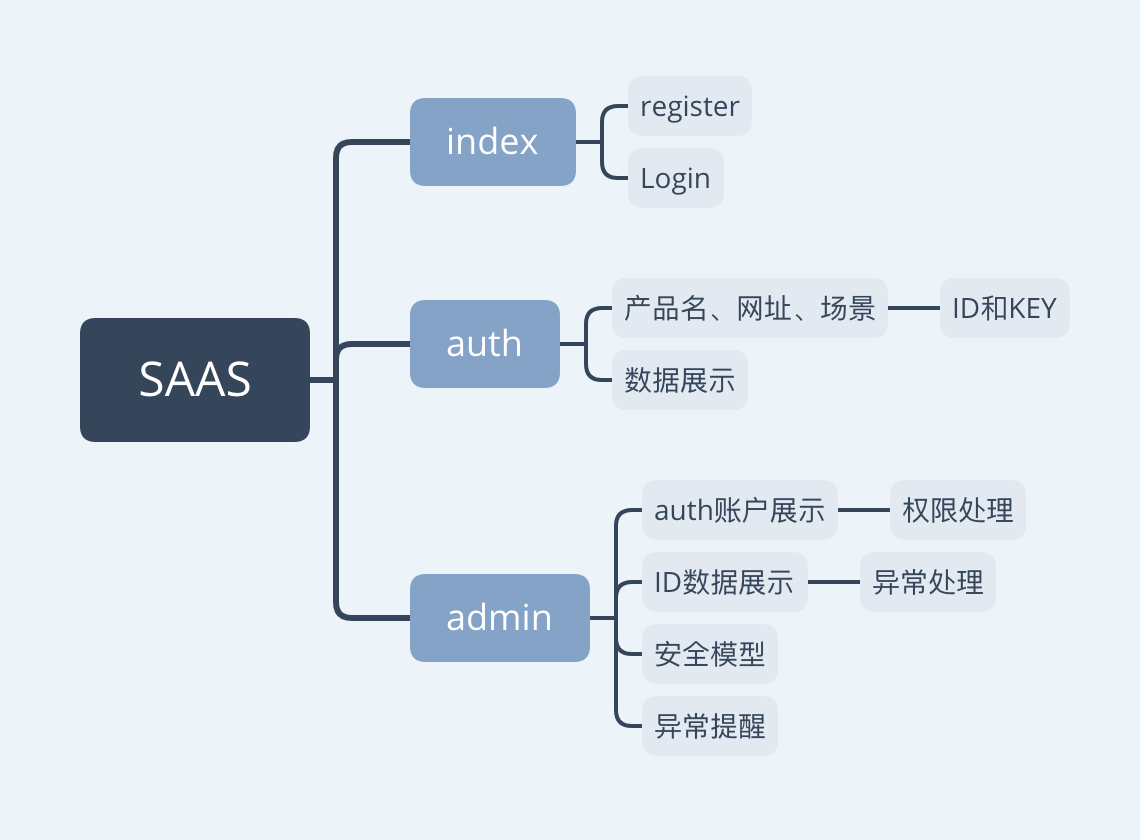 SAAS
index
register
Login
auth
产品名、网址、场景
ID和KEY
数据展示
admin
auth账户展示
权限处理
ID数据展示
异常处理
安全模型
异常提醒